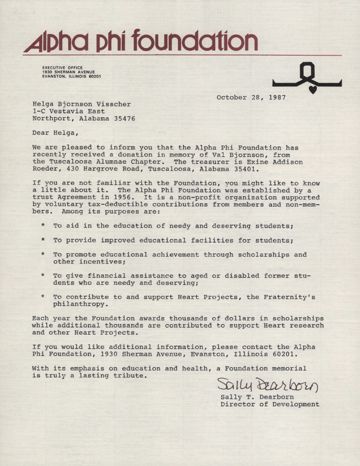 Alpha phi foundation
EXECUTIVE OFFICE
1930 SHERMAN AVENUE
EVANSTON, ILLINOIS 60201
October 28, 1987
Helga Bjornson Visscher
1-C Vestavia East
Northport, Alabama 35476
Dear Helga,
We are pleased to inform you that the Alpha Phi Foundation has
recently received a donation in memory of Val Bjornson, from
the Tuscaloosa Alumnae Chapter. The treasurer is Exine Addison
Roeder, 430 Hargrove Road, Tuscaloosa, Alabama 35401.
If you are not familiar with the Foundation, you might like to know
a little about it. The Alpha Phi Foundation was established by a
trust Agreement in 1956. It is a non-profit organization supported
by voluntary tax-deductible contributions from members and non-mem-
bers. Among its purposes are:
* To aid in the education of needy and deserving students;
* To provide improved educational facilities for students;
* To promote educational achievement through scholarships and
other incentives;
* To give financial assistance to aged or disabled former stu-
dents who are needy and deserving;
* To contribute to and support Heart Projects, the Fraternity's
philanthropy.
Each year the Foundation awards thousands of dollars in scholarships
while additional thousands are contributed to support Heart research
and other Heart Projects.
If you would like additional information, please contact the Alpha
Phi Foundation, 1930 Sherman Avenue, Evanston, Illinois 60201.
With its emphasis on education and health, a Foundation memorial
is truly a lasting tribute.
Sally Dearborn
Sally T. Dearborn
Director of Development